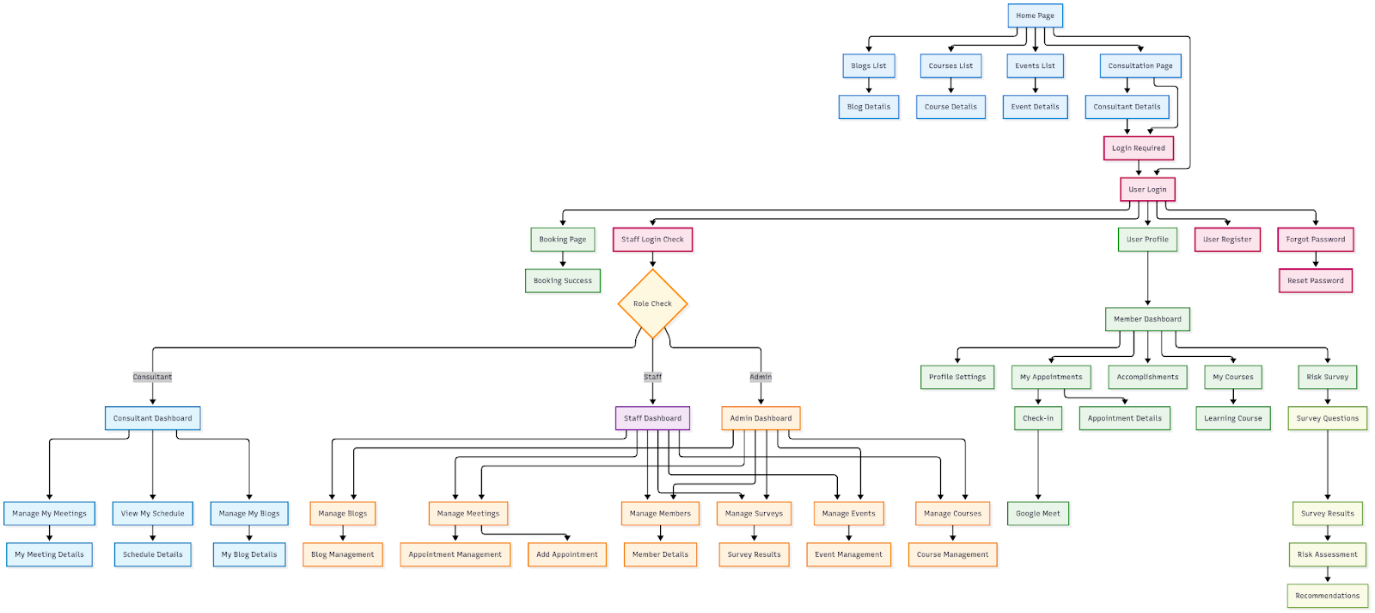 Home Page
Blogs List
Courses List
Events List
Consultation Page
Blog Details
Course Details
Event Details
Consultant Details
Login Required
User Login
Booking Page
Staff Login Check
User Profile
User Register
Forgot Password
Booking Success
Reset Password
Role Check
Member Dashboard
Consultant
Staff
Admin
Profile Settings
My Appointments
Accomplishments
My Courses
Risk Survey
Consultant Dashboard
Staff Dashboard
Admin Dashboard
Check-in
Appointment Details
Learning Course
Survey Questions
Manage My Meetings
View My Schedule
Manage My Blogs
Manage Blogs
Manage Meetings
Manage Members
Manage Surveys
Manage Events
Manage Courses
Google Meet
Survey Results
My Meeting Details
Schedule Details
My Blog Details
Blog Management
Appointment Management
Add Appointment
Member Details
Survey Results
Event Management
Course Management
Risk Assessment
Recommendations